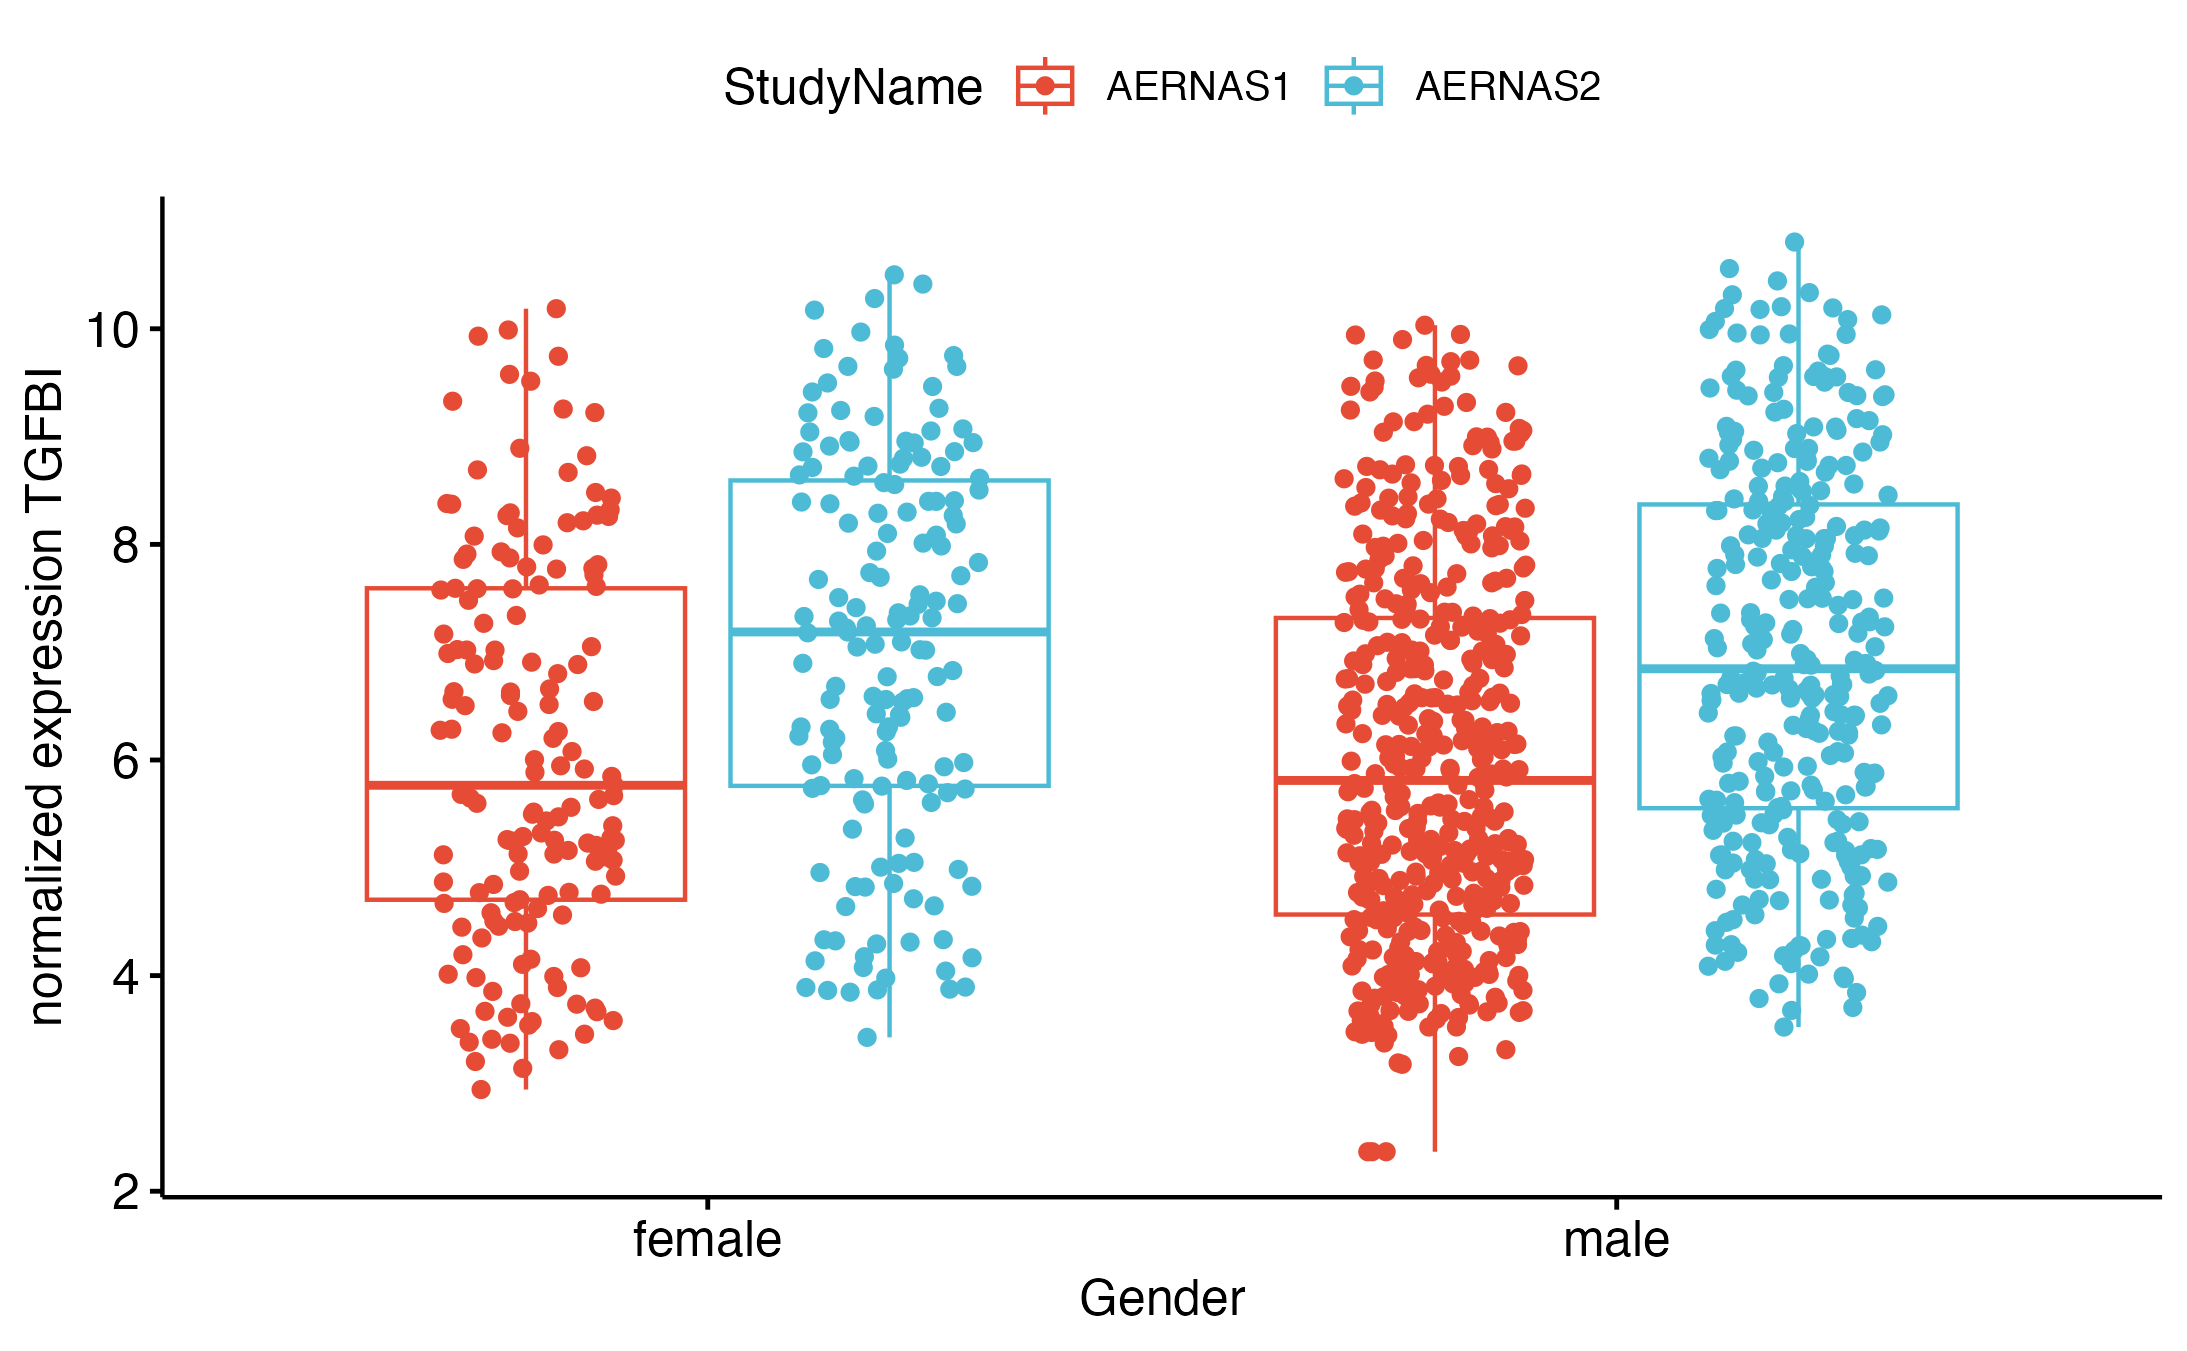 StudyName AERNAS1 AERNAS2
normalized expression TGFBI
10
8
6
4
2
female male
Gender